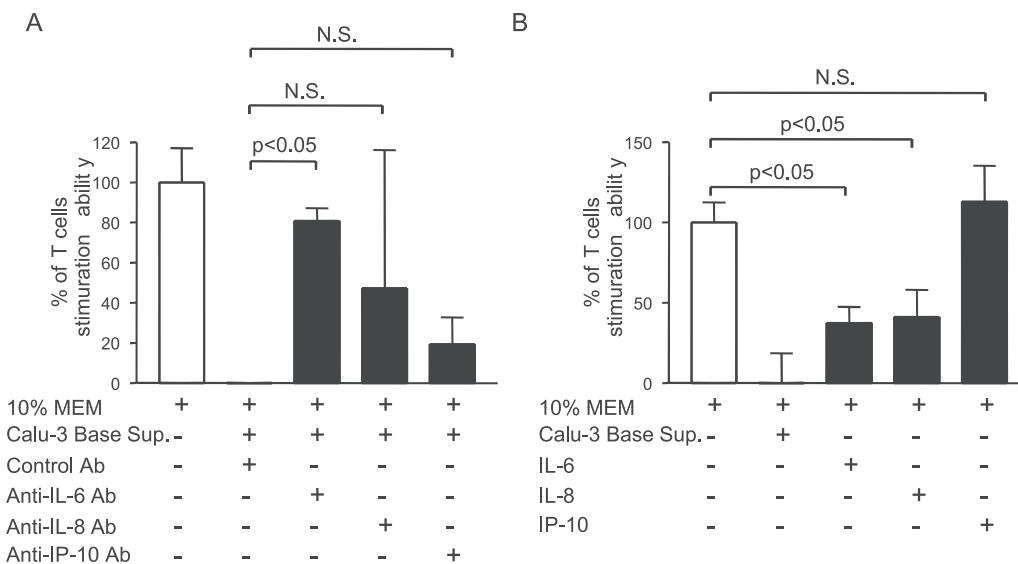 A
N.S.
N.S.
p<0.05
% of T cells
stimuration ability y
120
100
80
60
40
20
0
10% MEM + + + + +
Calu-3 Base Sup. - + + + +
Control Ab - + - - -
Anti-IL-6 Ab - - + - -
Anti-IL-8 Ab - - - + -
Anti-IP-10 Ab - - - - +
B
N.S.
p<0.05
p<0.05
% of T cells
stimuration abilit y
150
100
50
0
10% MEM + + + + +
Calu-3 Base Sup. - + - - -
IL-6 - - + - -
IL-8 - - - + -
IP-10 - - - - +